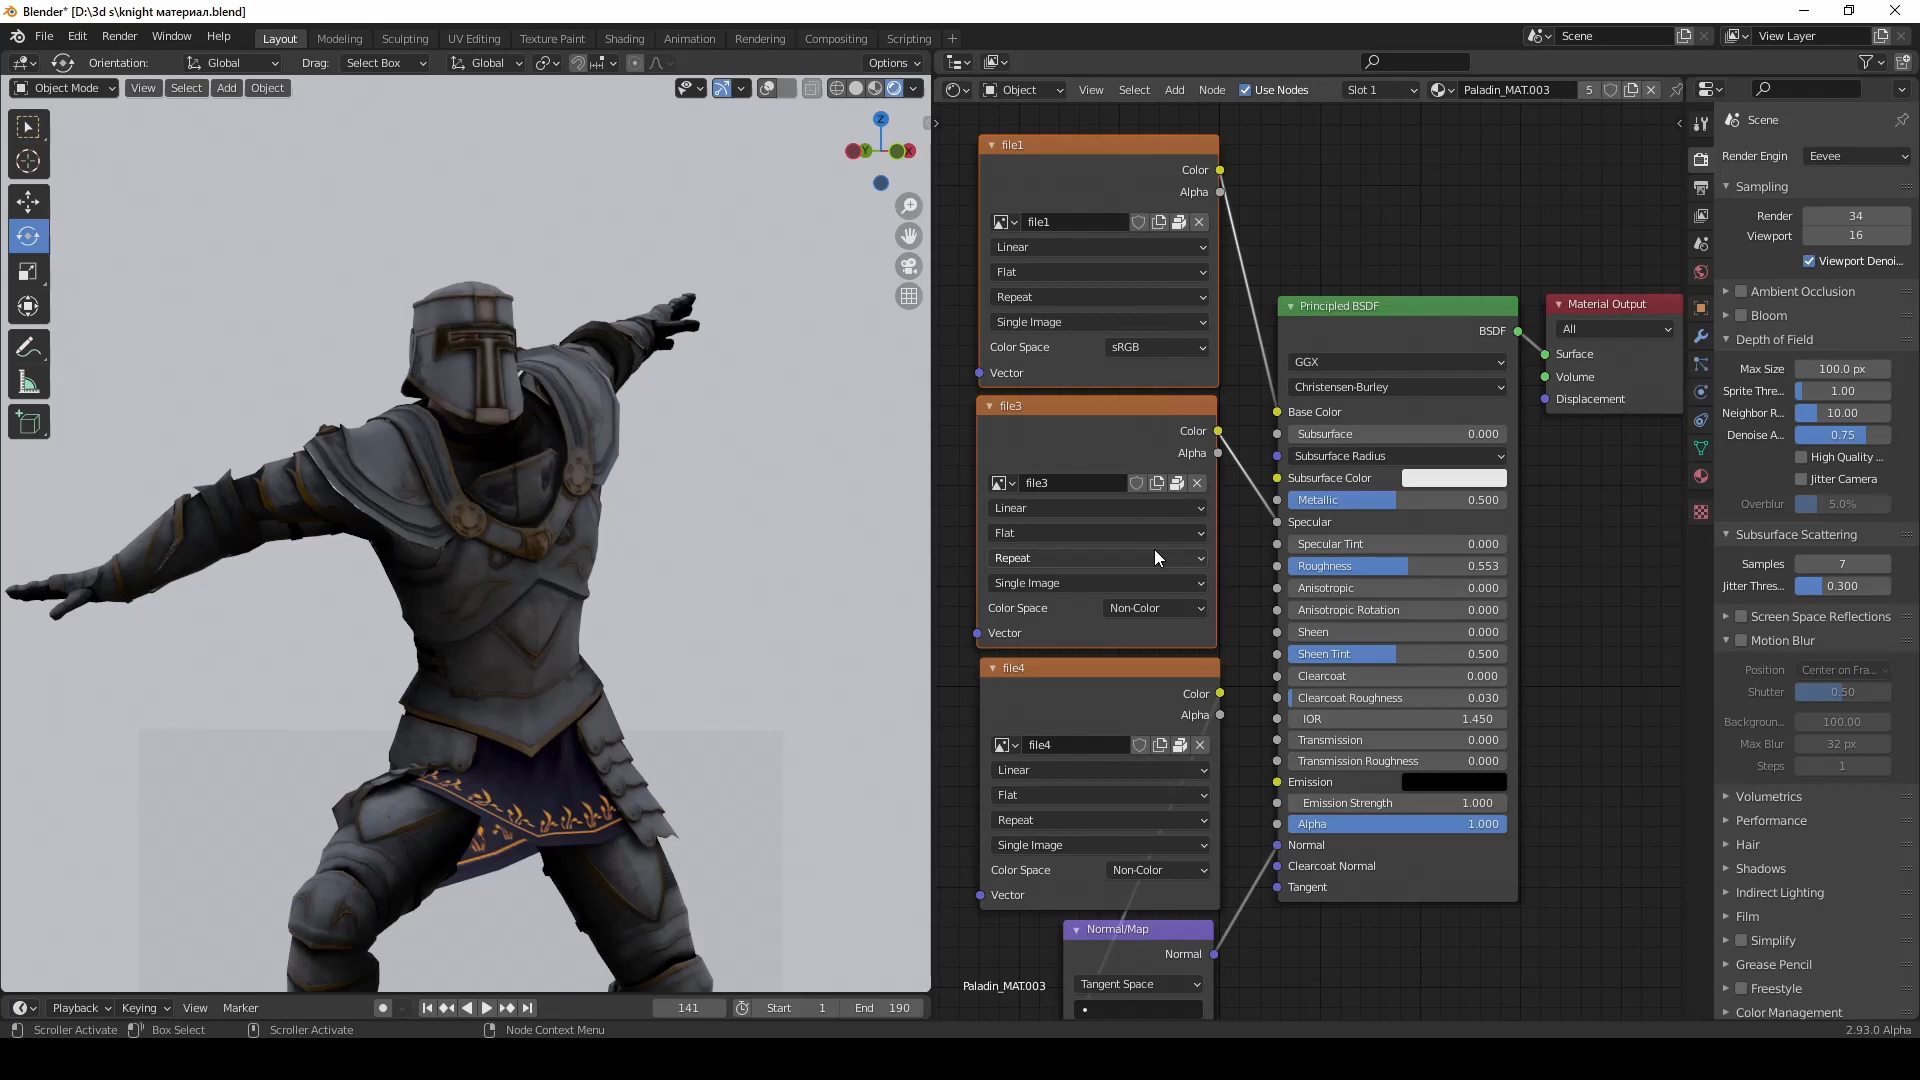 Blender* [D:\3d s\knight материал.blend]
File Edit Render Window Help Layout Modeling Sculpting UV Editing Texture Paint Shading Animation Rendering Compositing Scripting Scene View Layer
Orientation: Global Drag: Select Box Global Options
Object Mode View Select Add Object
Object View Select Add Node Use Nodes Slot 1 Paladin_MAT.003 5
Z
Y X
file1
Color
Alpha
file1
Linear
Flat
Repeat
Single Image
Color Space sRGB
Vector
file3
Color
Alpha
file3
Linear
Flat
Repeat
Single Image
Color Space Non-Color
Vector
file4
Color
Alpha
file4
Linear
Flat
Repeat
Single Image
Color Space Non-Color
Vector
Normal/Map
Normal
Tangent Space
Paladin_MAT.003
Principled BSDF
BSDF
GGX
Christensen-Burley
Base Color
Subsurface 0.000
Subsurface Radius
Subsurface Color
Metallic 0.500
Specular
Specular Tint 0.000
Roughness 0.553
Anisotropic 0.000
Anisotropic Rotation 0.000
Sheen 0.000
Sheen Tint 0.500
Clearcoat 0.000
Clearcoat Roughness 0.030
IOR 1.450
Transmission 0.000
Transmission Roughness 0.000
Emission
Emission Strength 1.000
Alpha 1.000
Normal
Clearcoat Normal
Tangent
Material Output
All
Surface
Volume
Displacement
Scene
Render Engin Eevee
Sampling
Render 34
Viewport 16
Viewport Denoi...
Ambient Occlusion
Bloom
Depth of Field
Max Size 100.0 px
Sprite Thre... 1.00
Neighbor R... 10.00
Denoise A... 0.75
High Quality ...
Jitter Camera
Overblur 5.0%
Subsurface Scattering
Samples 7
Jitter Thres... 0.300
Screen Space Reflections
Motion Blur
Position Center on Fra...
Shutter 0.50
Backgroun... 100.00
Max Blur 32 px
Steps 1
Volumetrics
Performance
Hair
Shadows
Indirect Lighting
Film
Simplify
Grease Pencil
Freestyle
Color Management
Playback Keying View Marker 141 Start 1 End 190
Scroller Activate Box Select Scroller Activate Node Context Menu 2.93.0 Alpha